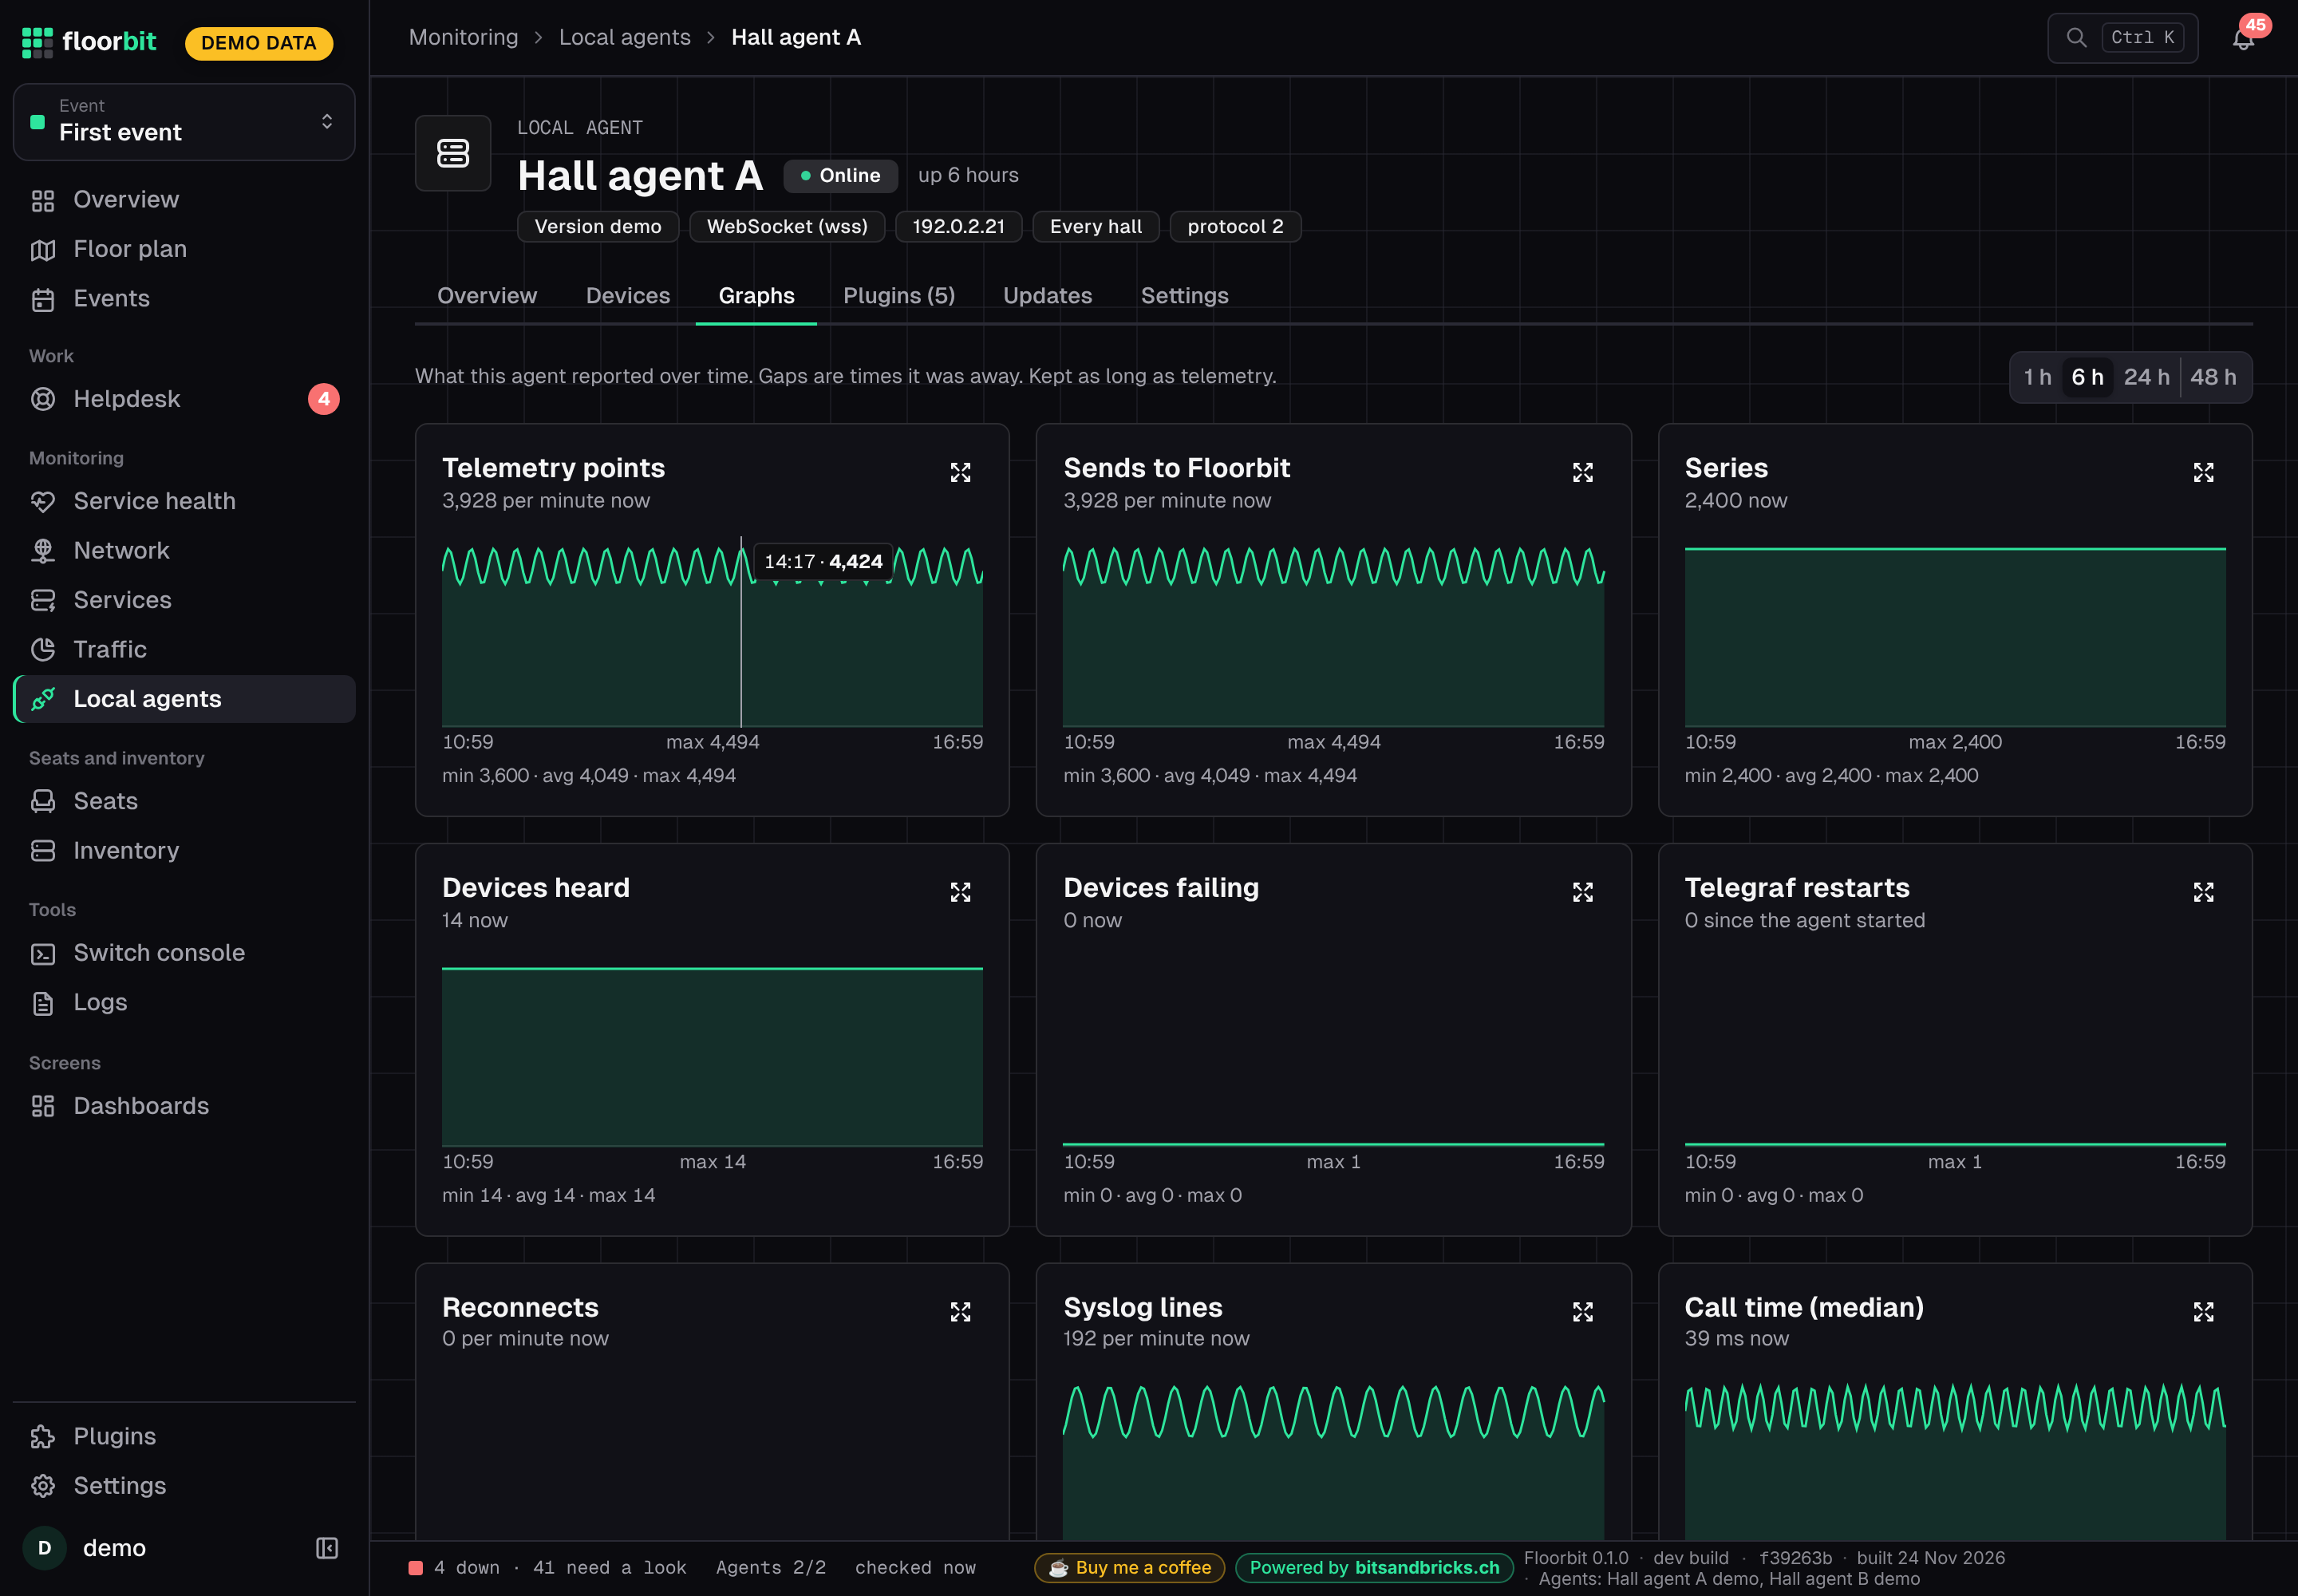 floorbit
DEMO DATA
Event
First event
Overview
Floor plan
Events
Work
Helpdesk
4
Monitoring
Service health
Network
Services
Traffic
Local agents
Seats and inventory
Seats
Inventory
Tools
Switch console
Logs
Screens
Dashboards
Plugins
Settings
D
demo
Monitoring > Local agents > Hall agent A
Ctrl K
45
LOCAL AGENT
Hall agent A
Online
up 6 hours
Version demo
WebSocket (wss)
192.0.2.21
Every hall
protocol 2
Overview
Devices
Graphs
Plugins (5)
Updates
Settings
What this agent reported over time. Gaps are times it was away. Kept as long as telemetry.
1 h
6 h
24 h
48 h
Telemetry points
3,928 per minute now
14:17 · 4,424
10:59
max 4,494
16:59
min 3,600 · avg 4,049 · max 4,494
Sends to Floorbit
3,928 per minute now
10:59
max 4,494
16:59
min 3,600 · avg 4,049 · max 4,494
Series
2,400 now
10:59
max 2,400
16:59
min 2,400 · avg 2,400 · max 2,400
Devices heard
14 now
10:59
max 14
16:59
min 14 · avg 14 · max 14
Devices failing
0 now
10:59
max 1
16:59
min 0 · avg 0 · max 0
Telegraf restarts
0 since the agent started
10:59
max 1
16:59
min 0 · avg 0 · max 0
Reconnects
0 per minute now
Syslog lines
192 per minute now
Call time (median)
39 ms now
4 down · 41 need a look
Agents 2/2
checked now
☕ Buy me a coffee
Powered by bitsandbricks.ch
Floorbit 0.1.0 · dev build · f39263b · built 24 Nov 2026
· Agents: Hall agent A demo, Hall agent B demo